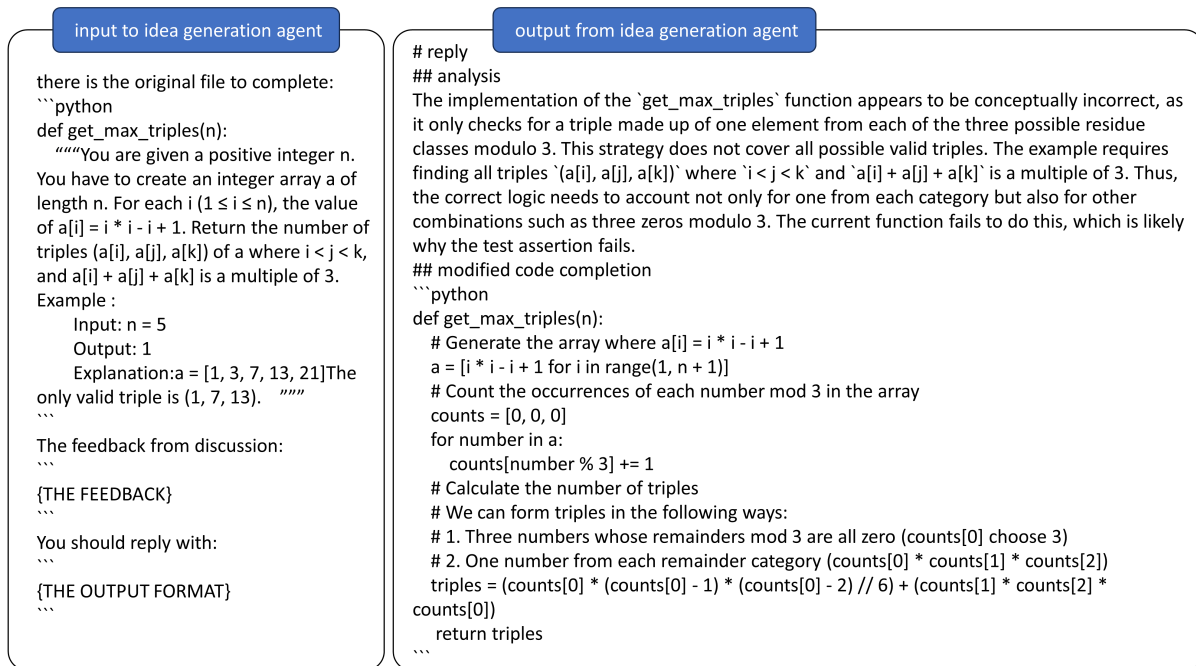 input to idea generation agent
there is the original file to complete:
```python
def get_max_triples(n):
“““You are given a positive integer n.
You have to create an integer array a of
length n. For each i (1 ≤ i ≤ n), the value
of a[i] = i * i - i + 1. Return the number of
triples (a[i], a[j], a[k]) of a where i < j < k,
and a[i] + a[j] + a[k] is a multiple of 3.
Example :
Input: n = 5
Output: 1
Explanation:a = [1, 3, 7, 13, 21]The
only valid triple is (1, 7, 13). ”””
```
The feedback from discussion:
```
{THE FEEDBACK}
```
You should reply with:
```
{THE OUTPUT FORMAT}
```
output from idea generation agent
# reply
## analysis
The implementation of the `get_max_triples` function appears to be conceptually incorrect, as
it only checks for a triple made up of one element from each of the three possible residue
classes modulo 3. This strategy does not cover all possible valid triples. The example requires
finding all triples `(a[i], a[j], a[k])` where `i < j < k` and `a[i] + a[j] + a[k]` is a multiple of 3. Thus,
the correct logic needs to account not only for one from each category but also for other
combinations such as three zeros modulo 3. The current function fails to do this, which is likely
why the test assertion fails.
## modified code completion
```python
def get_max_triples(n):
# Generate the array where a[i] = i * i - i + 1
a = [i * i - i + 1 for i in range(1, n + 1)]
# Count the occurrences of each number mod 3 in the array
counts = [0, 0, 0]
for number in a:
counts[number % 3] += 1
# Calculate the number of triples
# We can form triples in the following ways:
# 1. Three numbers whose remainders mod 3 are all zero (counts[0] choose 3)
# 2. One number from each remainder category (counts[0] * counts[1] * counts[2])
triples = (counts[0] * (counts[0] - 1) * (counts[0] - 2) // 6) + (counts[1] * counts[2] *
counts[0])
return triples
```